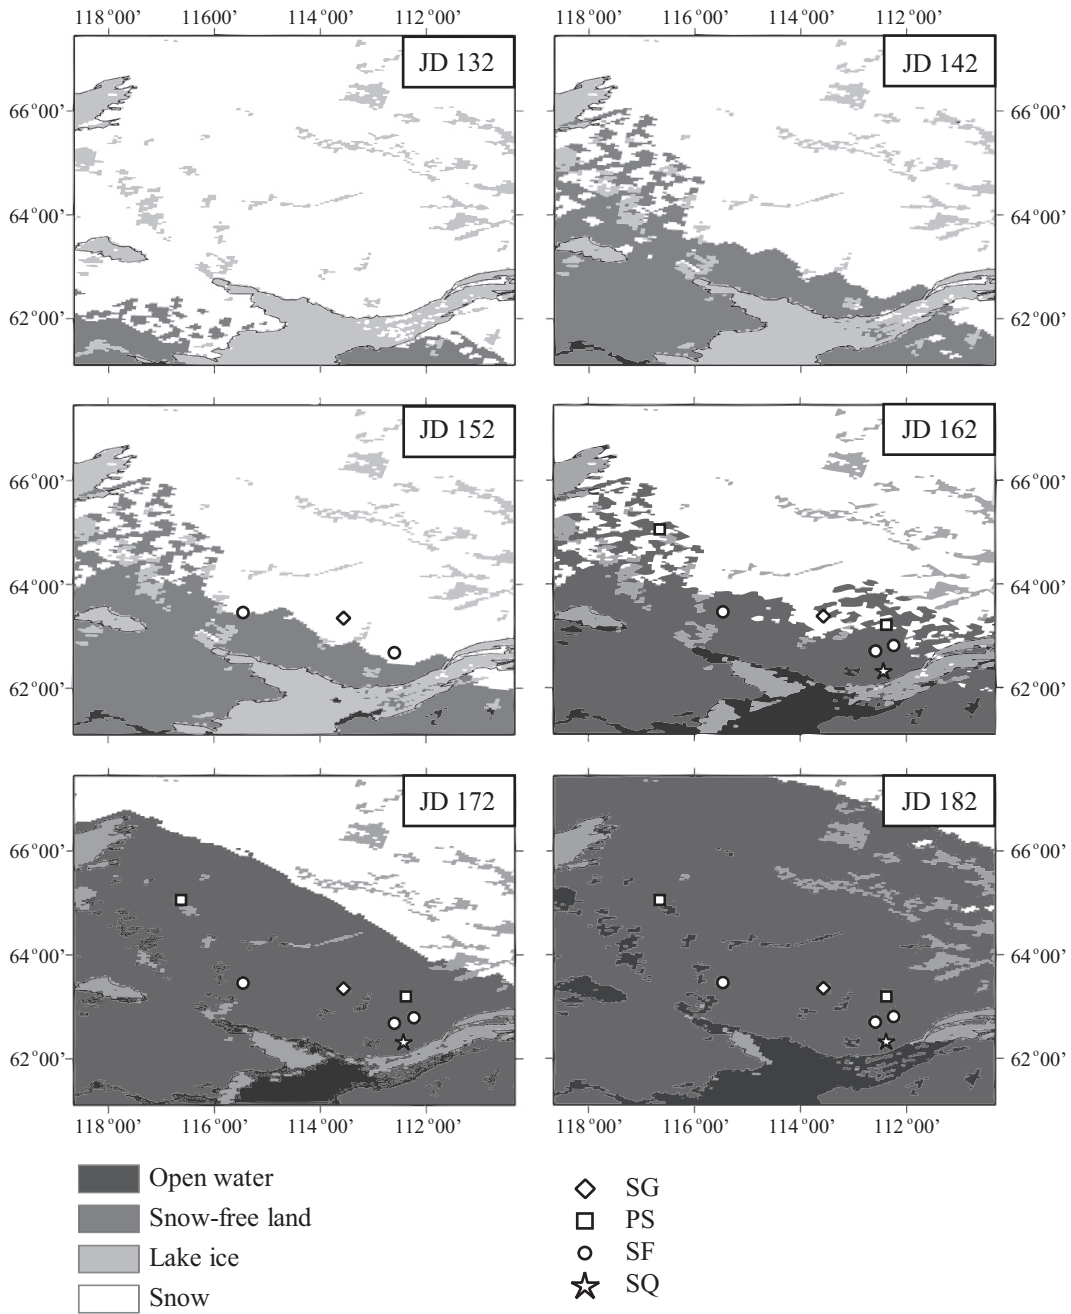 118°00' 11600' 114°00' 112°00' 118°00' 116°00' 114°00' 112°00'
JD 132 JD 142
66°00' 66°00'
64°00' 64°00'
62°00' 62°00'
JD 152 JD 162
66°00' 66°00'
64°00' 64°00'
62°00' 62°00'
JD 172 JD 182
66°00' 66°00'
64°00' 64°00'
62°00' 62°00'
118°00' 116°00' 114°00' 112°00' 118°00' 116°00' 114°00' 112°00'
Open water
Snow-free land
Lake ice
Snow
SG
PS
SF
SQ